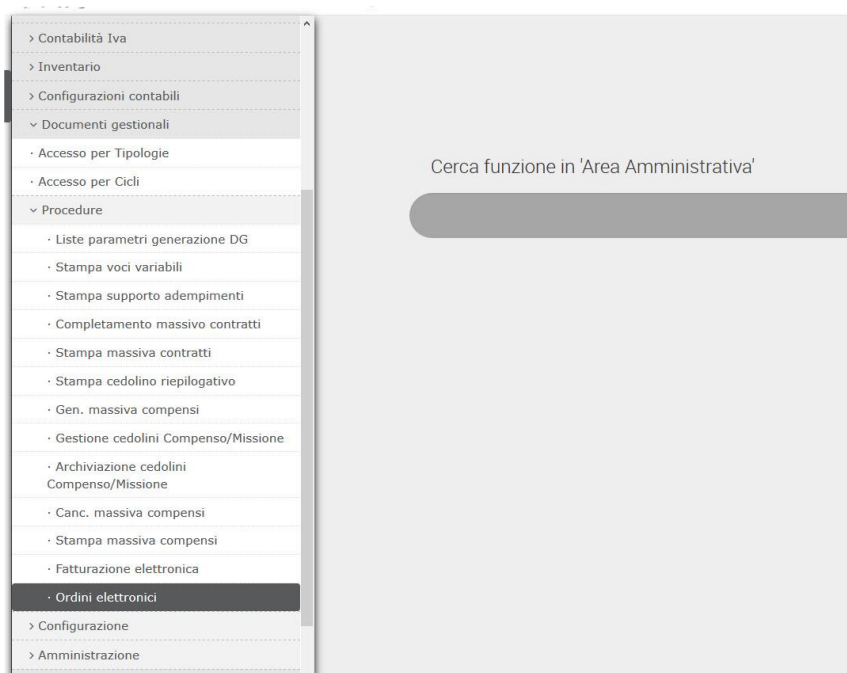 > Contabilità Iva
> Inventario
> Configurazioni contabili
Documenti gestionali
· Accesso per Tipologie
· Accesso per Cicli
Procedure
· Liste parametri generazione DG
· Stampa voci variabili
· Stampa supporto adempimenti
· Completamento massivo contratti
· Stampa massiva contratti
· Stampa cedolino riepilogativo
· Gen. massiva compensi
· Gestione cedolini Compenso/Missione
· Archiviazione cedolini
Compenso/Missione
· Canc. massiva compensi
· Stampa massiva compensi
· Fatturazione elettronica
· Ordini elettronici
> Configurazione
> Amministrazione
Cerca funzione in 'Area Amministrativa'